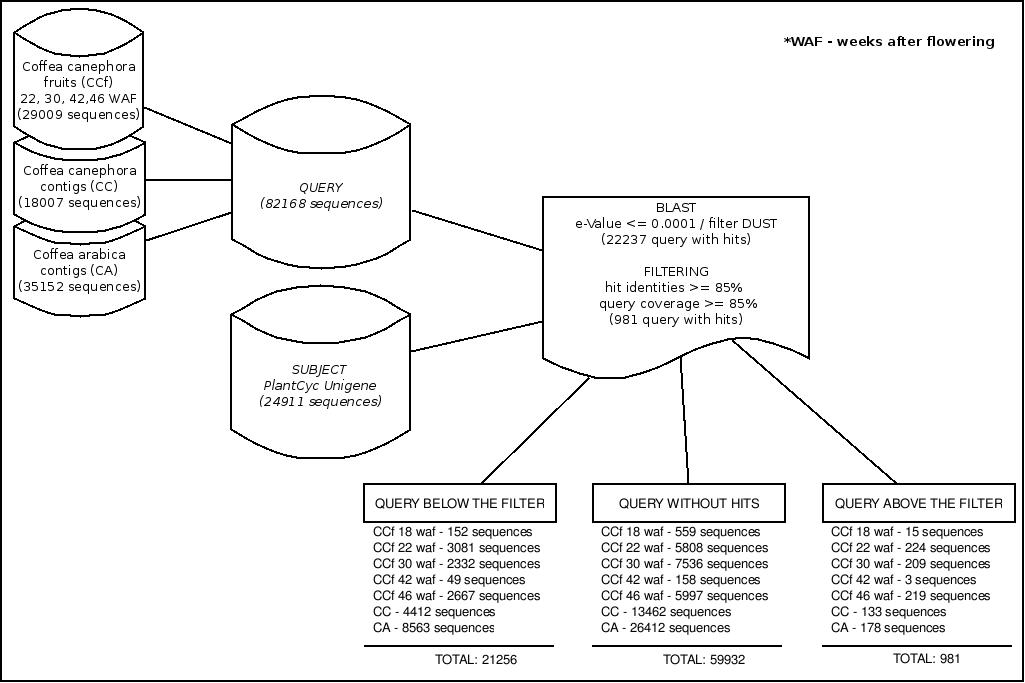 *WAF - weeks after flowering
Coffea canephora
fruits (CCf)
22, 30, 42,46 WAF
(29009 sequences)
Coffea canephora
contigs (CC)
(18007 sequences)
Coffea arabica
contigs (CA)
(35152 sequences)
QUERY
(82168 sequences)
SUBJECT
PlantCyc Unigene
(24911 sequences)
BLAST
e-Value <= 0.0001 / filter DUST
(22237 query with hits)
FILTERING
hit identities >= 85%
query coverage >= 85%
(981 query with hits)
QUERY BELOW THE FILTER
CCf 18 waf - 152 sequences
CCf 22 waf - 3081 sequences
CCf 30 waf - 2332 sequences
CCf 42 waf - 49 sequences
CCf 46 waf - 2667 sequences
CC - 4412 sequences
CA - 8563 sequences
TOTAL: 21256
QUERY WITHOUT HITS
CCf 18 waf - 559 sequences
CCf 22 waf - 5808 sequences
CCf 30 waf - 7536 sequences
CCf 42 waf - 158 sequences
CCf 46 waf - 5997 sequences
CC - 13462 sequences
CA - 26412 sequences
TOTAL: 59932
QUERY ABOVE THE FILTER
CCf 18 waf - 15 sequences
CCf 22 waf - 224 sequences
CCf 30 waf - 209 sequences
CCf 42 waf - 3 sequences
CCf 46 waf - 219 sequences
CC - 133 sequences
CA - 178 sequences
TOTAL: 981